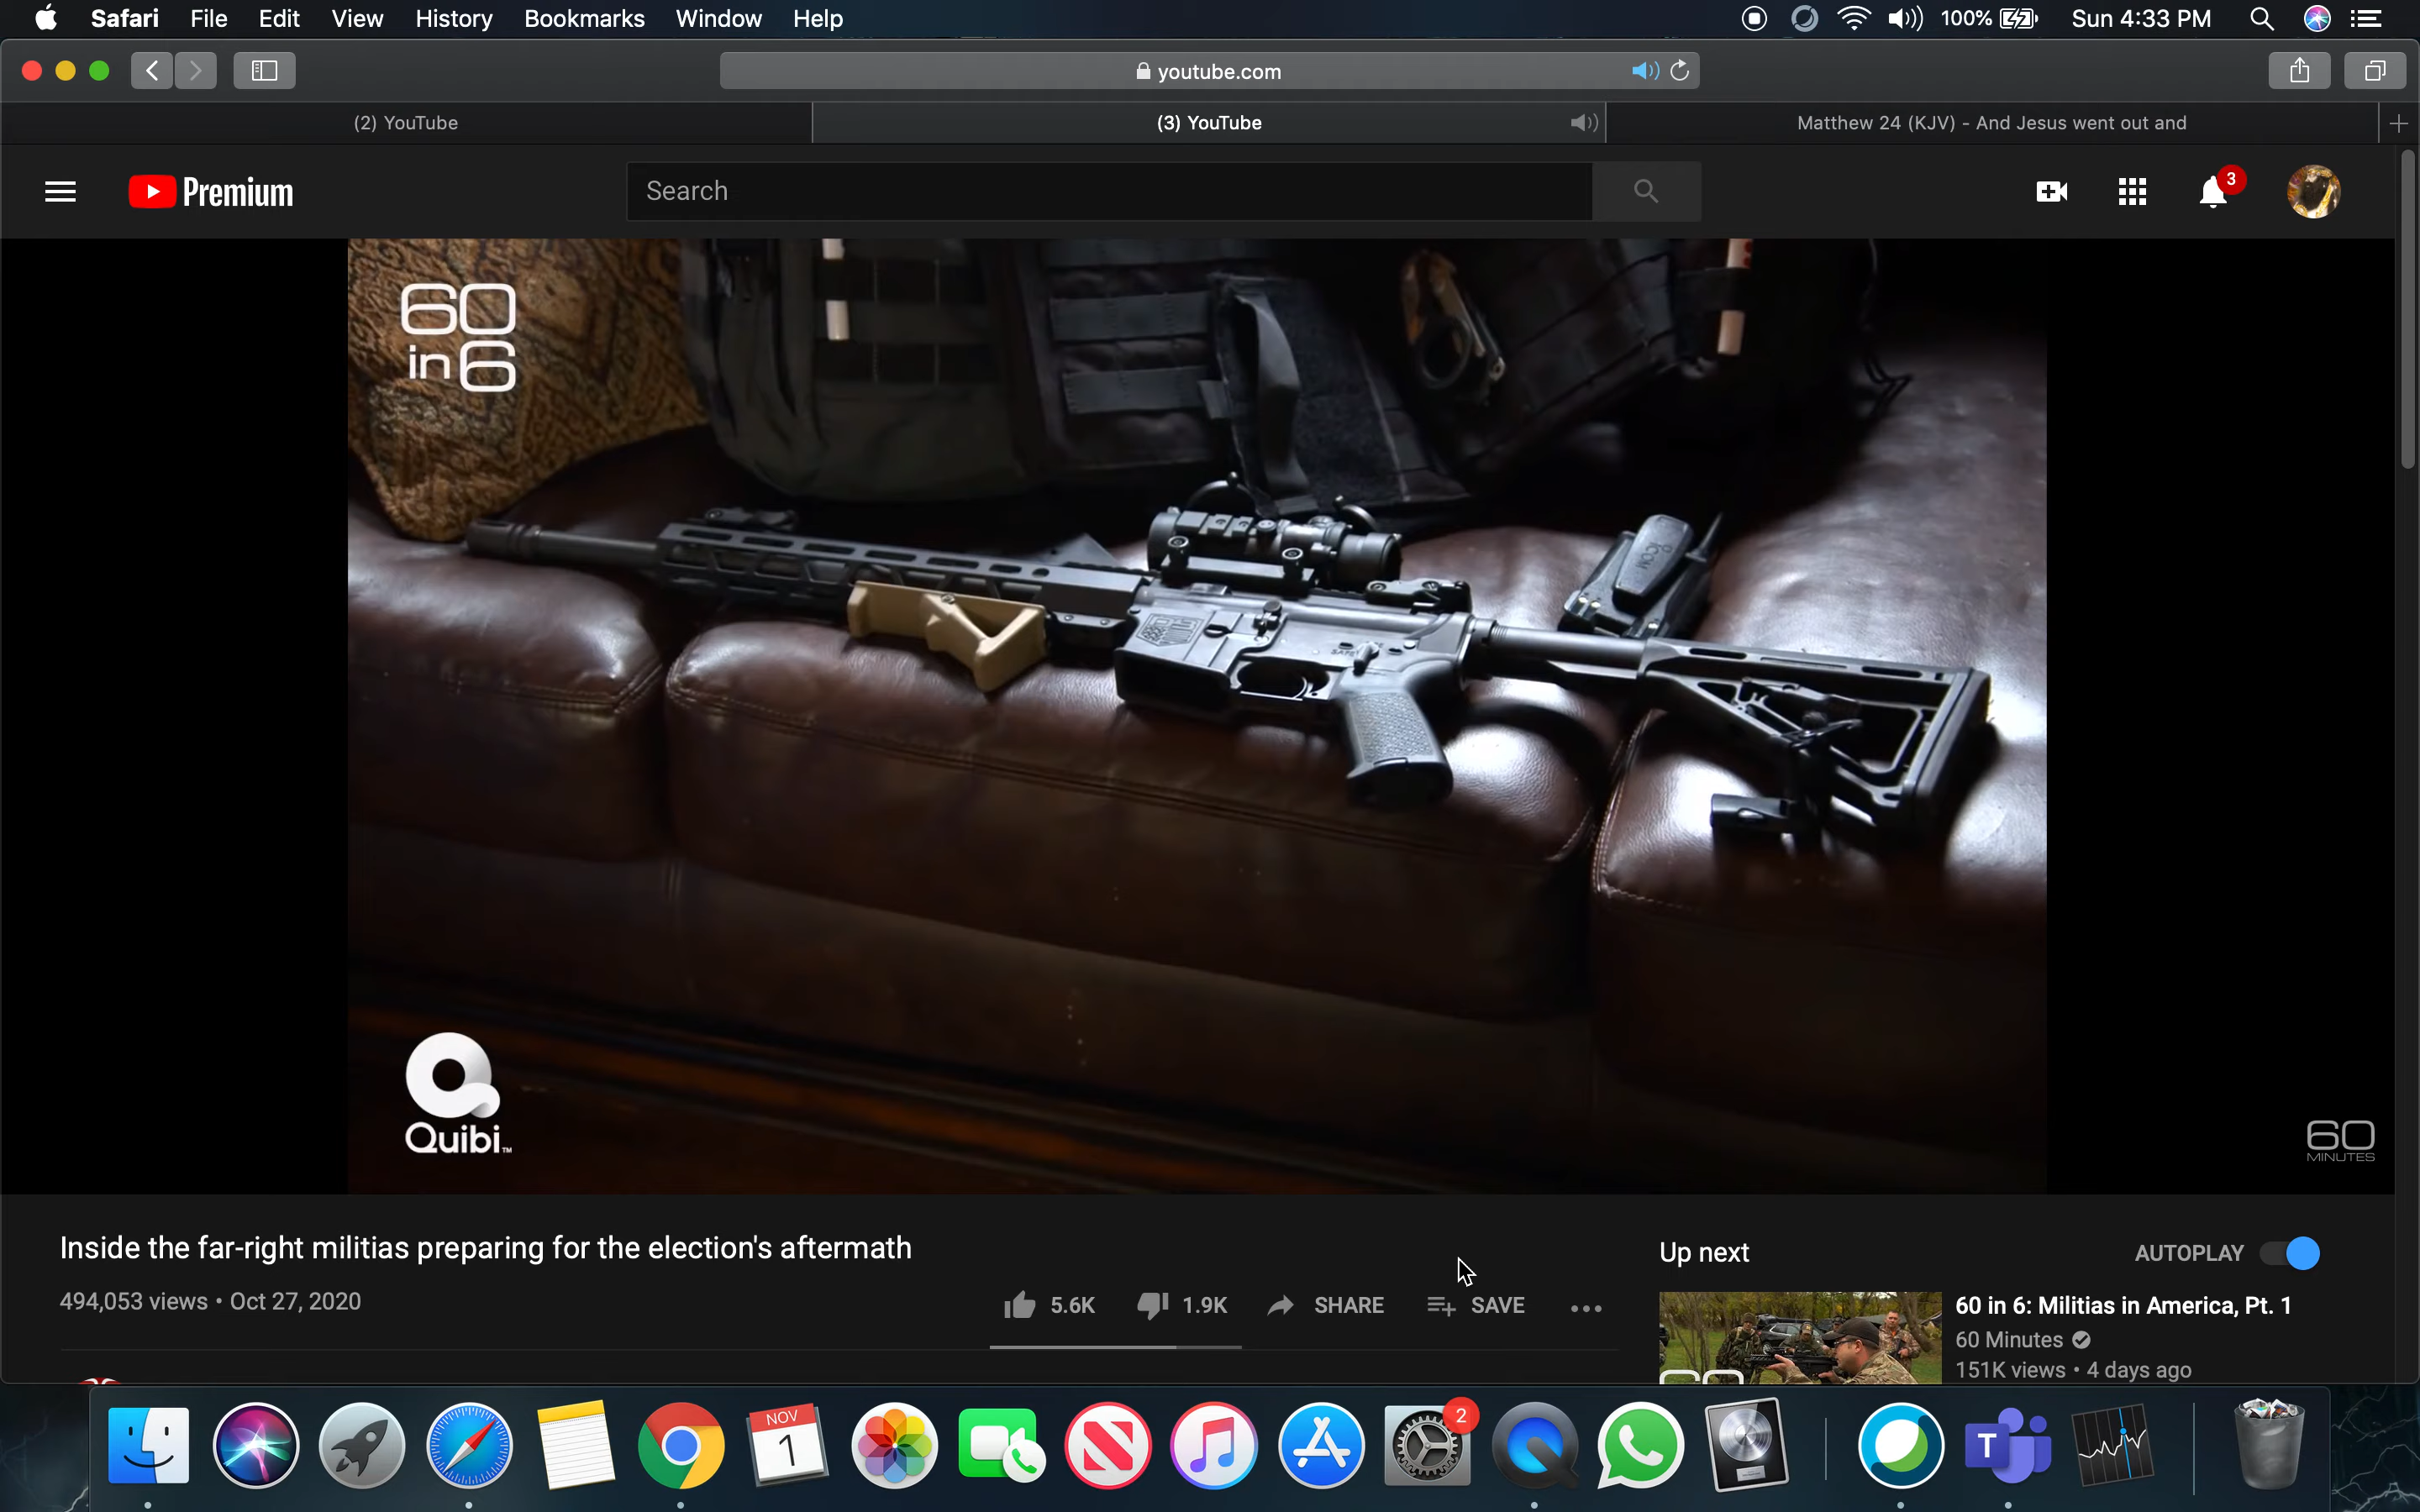 Safari File Edit View History Bookmarks Window Help 100% Sun 4:33 PM
youtube.com
(2) YouTube (3) YouTube Matthew 24 (KJV) - And Jesus went out and
Premium Search 3
60
in 6
ICOM
SAFE
Quibi™
60
MINUTES
Inside the far-right militias preparing for the election's aftermath
494,053 views • Oct 27, 2020
5.6K 1.9K SHARE SAVE
Up next AUTOPLAY
60 in 6: Militias in America, Pt. 1
60 Minutes
151K views • 4 days ago
NOV
1
2
T